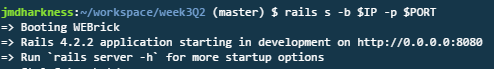 jmdharkness:~/workspace/week3Q2 (master) $ rails s -b $IP -p $PORT
=> Booting WEBrick
=> Rails 4.2.2 application starting in development on http://0.0.0.0:8080
=> Run `rails server -h` for more startup options